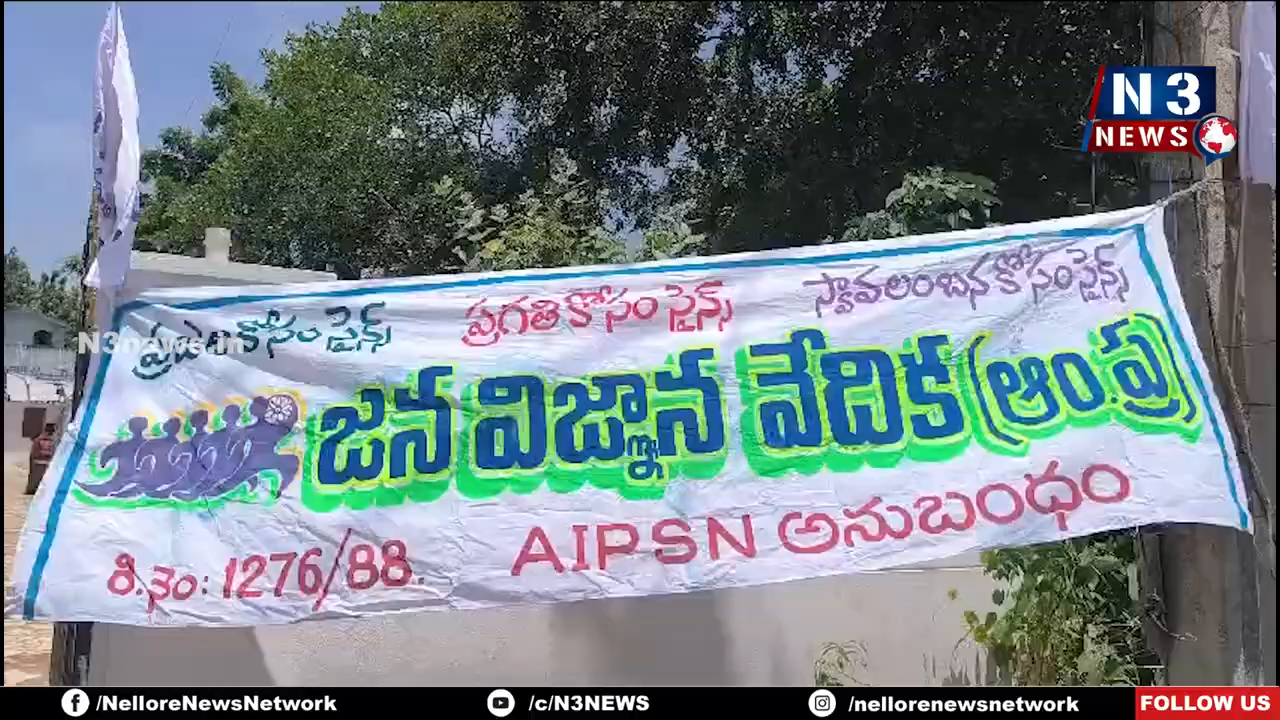 N3
NEWS
ప్రజలకోసం సైన్స్ ప్రగతికోసం సైన్స్ స్వావలంబనకోసం సైన్స్
N3news.in
జన విజ్ఞాన వేదిక (ఆం.ప్ర)
రి.నెం: 1276/88. AIPSN అనుబంధం
/NelloreNewsNetwork /c/N3NEWS /nellorenewsnetwork FOLLOW US